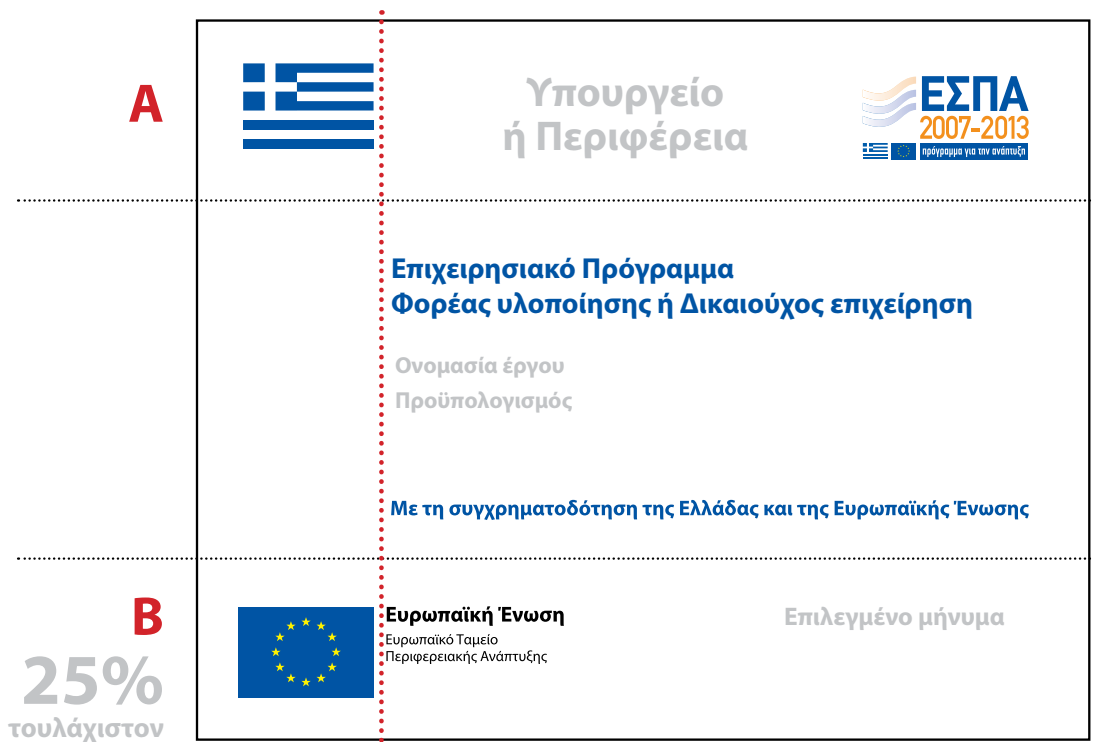 A
Υπουργείο
ή Περιφέρεια
ΕΣΠΑ
2007-2013
πρόγραμμα για την ανάπτυξη
Επιχειρησιακό Πρόγραμμα
Φορέας υλοποίησης ή Δικαιούχος επιχείρηση
Ονομασία έργου
Προϋπολογισμός
Με τη συγχρηματοδότηση της Ελλάδας και της Ευρωπαϊκής Ένωσης
B
25%
τουλάχιστον
Ευρωπαϊκή Ένωση
Ευρωπαϊκό Ταμείο
Περιφερειακής Ανάπτυξης
Επιλεγμένο μήνυμα